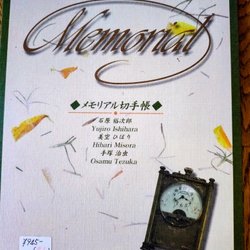 Memorial
◆メモリアル切手帳◆
石原 裕次郎
Yujiro Ishihara
美空 ひばり
Hibari Misora
手塚 治虫
Osamu Tezuka